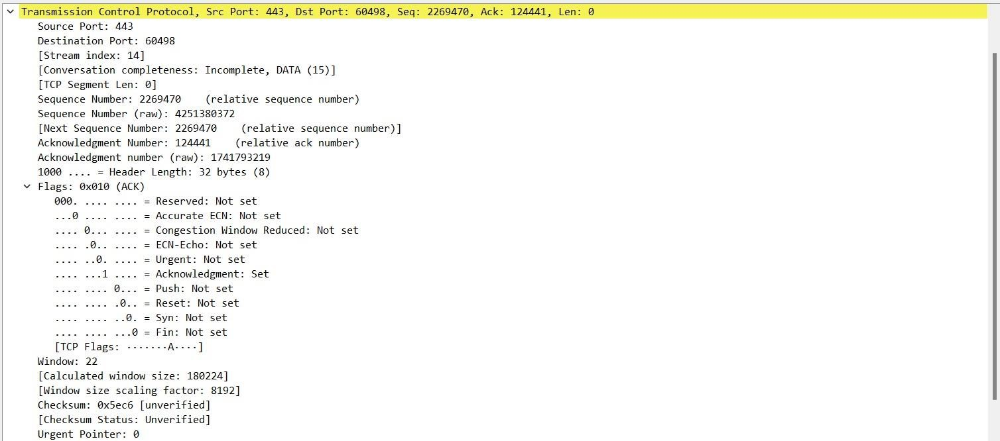 Transmission Control Protocol, Src Port: 443, Dst Port: 60498, Seq: 2269470, Ack: 124441, Len: 0
Source Port: 443
Destination Port: 60498
[Stream index: 14]
[Conversation completeness: Incomplete, DATA (15)]
[TCP Segment Len: 0]
Sequence Number: 2269470    (relative sequence number)
Sequence Number (raw): 4251380372
[Next Sequence Number: 2269470    (relative sequence number)]
Acknowledgment Number: 124441    (relative ack number)
Acknowledgment number (raw): 1741793219
1000 .... = Header Length: 32 bytes (8)
Flags: 0x010 (ACK)
000. .... .... = Reserved: Not set
...0 .... .... = Accurate ECN: Not set
.... 0... .... = Congestion Window Reduced: Not set
.... .0.. .... = ECN-Echo: Not set
.... ..0. .... = Urgent: Not set
.... ...1 .... = Acknowledgment: Set
.... .... 0... = Push: Not set
.... .... .0.. = Reset: Not set
.... .... ..0. = Syn: Not set
.... .... ...0 = Fin: Not set
[TCP Flags: ·······A····]
Window: 22
[Calculated window size: 180224]
[Window size scaling factor: 8192]
Checksum: 0x5ec6 [unverified]
[Checksum Status: Unverified]
Urgent Pointer: 0